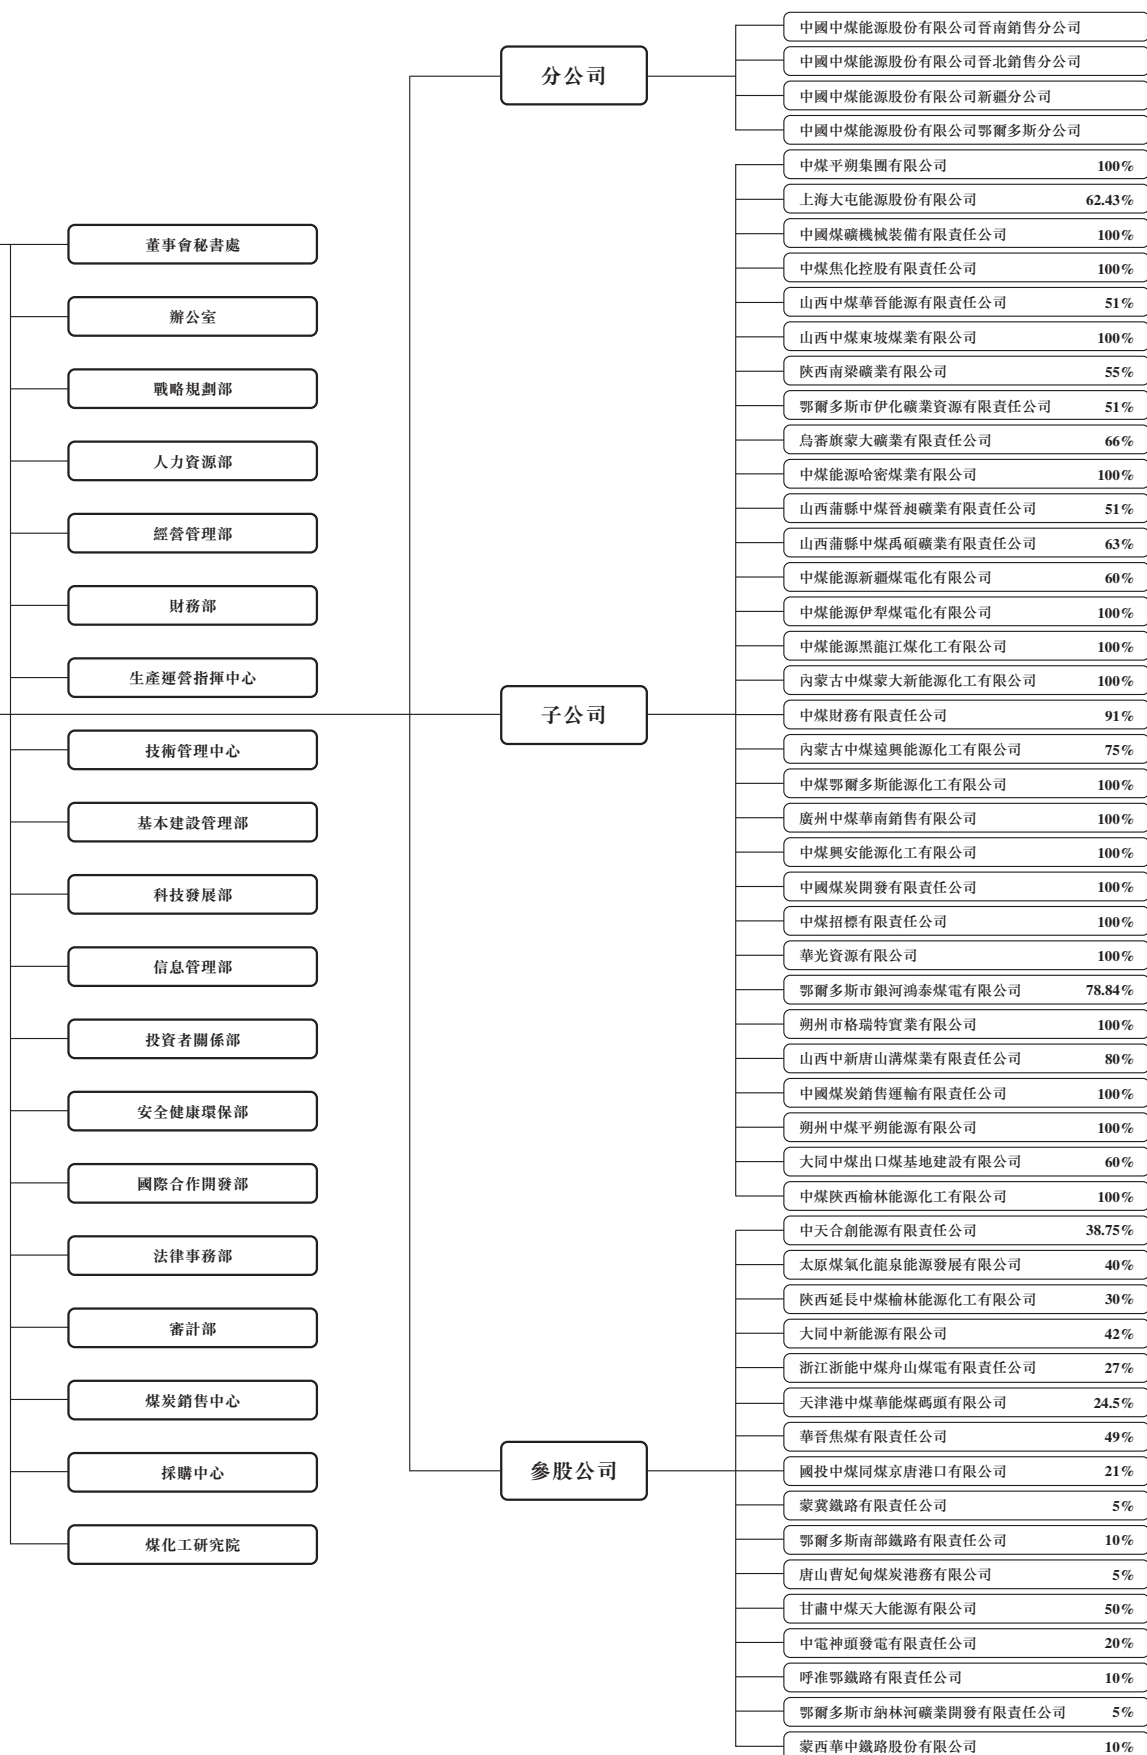 董事會秘書處
辦公室
戰略規劃部
人力資源部
經營管理部
財務部
生產運營指揮中心
技術管理中心
基本建設管理部
科技發展部
信息管理部
投資者關係部
安全健康環保部
國際合作開發部
法律事務部
審計部
煤炭銷售中心
採購中心
煤化工研究院
分公司
中國中煤能源股份有限公司晉南銷售分公司
中國中煤能源股份有限公司晉北銷售分公司
中國中煤能源股份有限公司新疆分公司
中國中煤能源股份有限公司鄂爾多斯分公司
子公司
中煤平朔集團有限公司 100%
上海大屯能源股份有限公司 62.43%
中國煤礦機械裝備有限責任公司 100%
中煤焦化控股有限責任公司 100%
山西中煤華晉能源有限責任公司 51%
山西中煤東坡煤業有限公司 100%
陝西南梁礦業有限公司 55%
鄂爾多斯市伊化礦業資源有限責任公司 51%
烏審旗蒙大礦業有限責任公司 66%
中煤能源哈密煤業有限公司 100%
山西蒲縣中煤晉昶礦業有限責任公司 51%
山西蒲縣中煤禹碩礦業有限責任公司 63%
中煤能源新疆煤電化有限公司 60%
中煤能源伊犁煤電化有限公司 100%
中煤能源黑龍江煤化工有限公司 100%
內蒙古中煤蒙大新能源化工有限公司 100%
中煤財務有限責任公司 91%
內蒙古中煤遠興能源化工有限公司 75%
中煤鄂爾多斯能源化工有限公司 100%
廣州中煤華南銷售有限公司 100%
中煤興安能源化工有限公司 100%
中國煤炭開發有限責任公司 100%
中煤招標有限責任公司 100%
華光資源有限公司 100%
鄂爾多斯市銀河鴻泰煤電有限公司 78.84%
朔州市格瑞特實業有限公司 100%
山西中新唐山溝煤業有限責任公司 80%
中國煤炭銷售運輸有限責任公司 100%
朔州中煤平朔能源有限公司 100%
大同中煤出口煤基地建設有限公司 60%
中煤陝西榆林能源化工有限公司 100%
參股公司
中天合創能源有限責任公司 38.75%
太原煤氣化龍泉能源發展有限公司 40%
陝西延長中煤榆林能源化工有限公司 30%
大同中新能源有限公司 42%
浙江浙能中煤舟山煤電有限責任公司 27%
天津港中煤華能煤碼頭有限公司 24.5%
華晉焦煤有限責任公司 49%
國投中煤同煤京唐港口有限公司 21%
蒙冀鐵路有限責任公司 5%
鄂爾多斯南部鐵路有限責任公司 10%
唐山曹妃甸煤炭港務有限公司 5%
甘肅中煤天大能源有限公司 50%
中電神頭發電有限責任公司 20%
呼准鄂鐵路有限責任公司 10%
鄂爾多斯市納林河礦業開發有限責任公司 5%
蒙西華中鐵路股份有限公司 10%